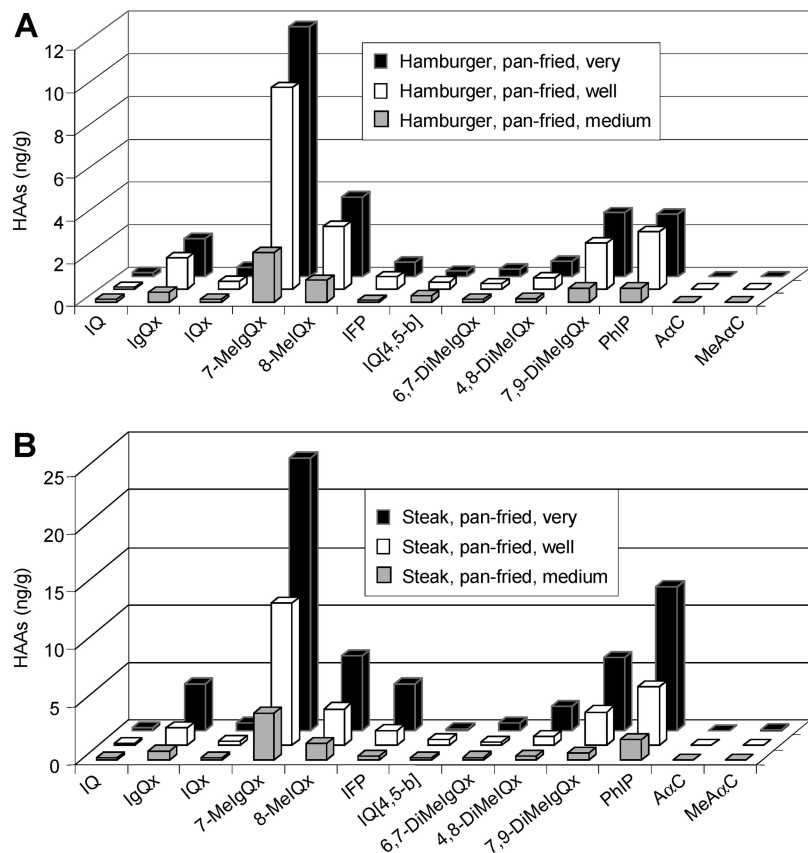 A
12
10
8
6
4
2
0
HAAs (ng/g)
Hamburger, pan-fried, very
Hamburger, pan-fried, well
Hamburger, pan-fried, medium
IQ
IgQx
IQx
7-MeIgQx
8-MeIQx
IFP
IQ[4,5-b]
6,7-DiMeIgQx
4,8-DiMeIQx
7,9-DiMeIgQx
PhIP
AαC
MeAαC
B
25
20
15
10
5
0
HAAs (ng/g)
Steak, pan-fried, very
Steak, pan-fried, well
Steak, pan-fried, medium
IQ
IgQx
IQx
7-MeIgQx
8-MeIQx
IFP
IQ[4,5-b]
6,7-DiMeIgQx
4,8-DiMeIQx
7,9-DiMeIgQx
PhIP
AαC
MeAαC